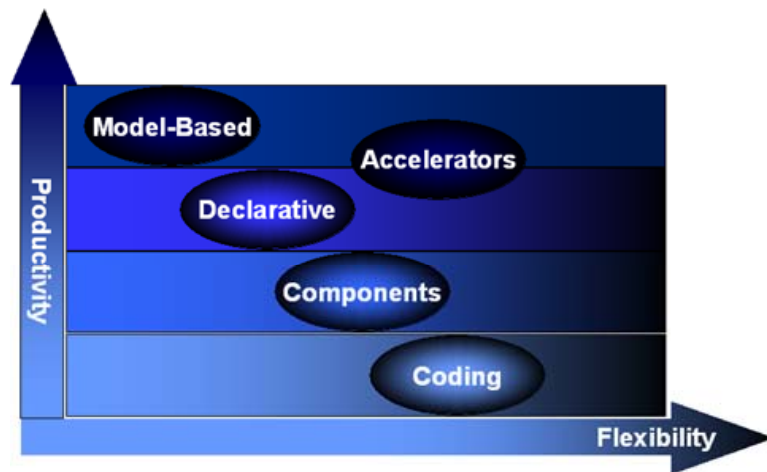 Model-Based
Accelerators
Declarative
Components
Coding
Productivity
Flexibility